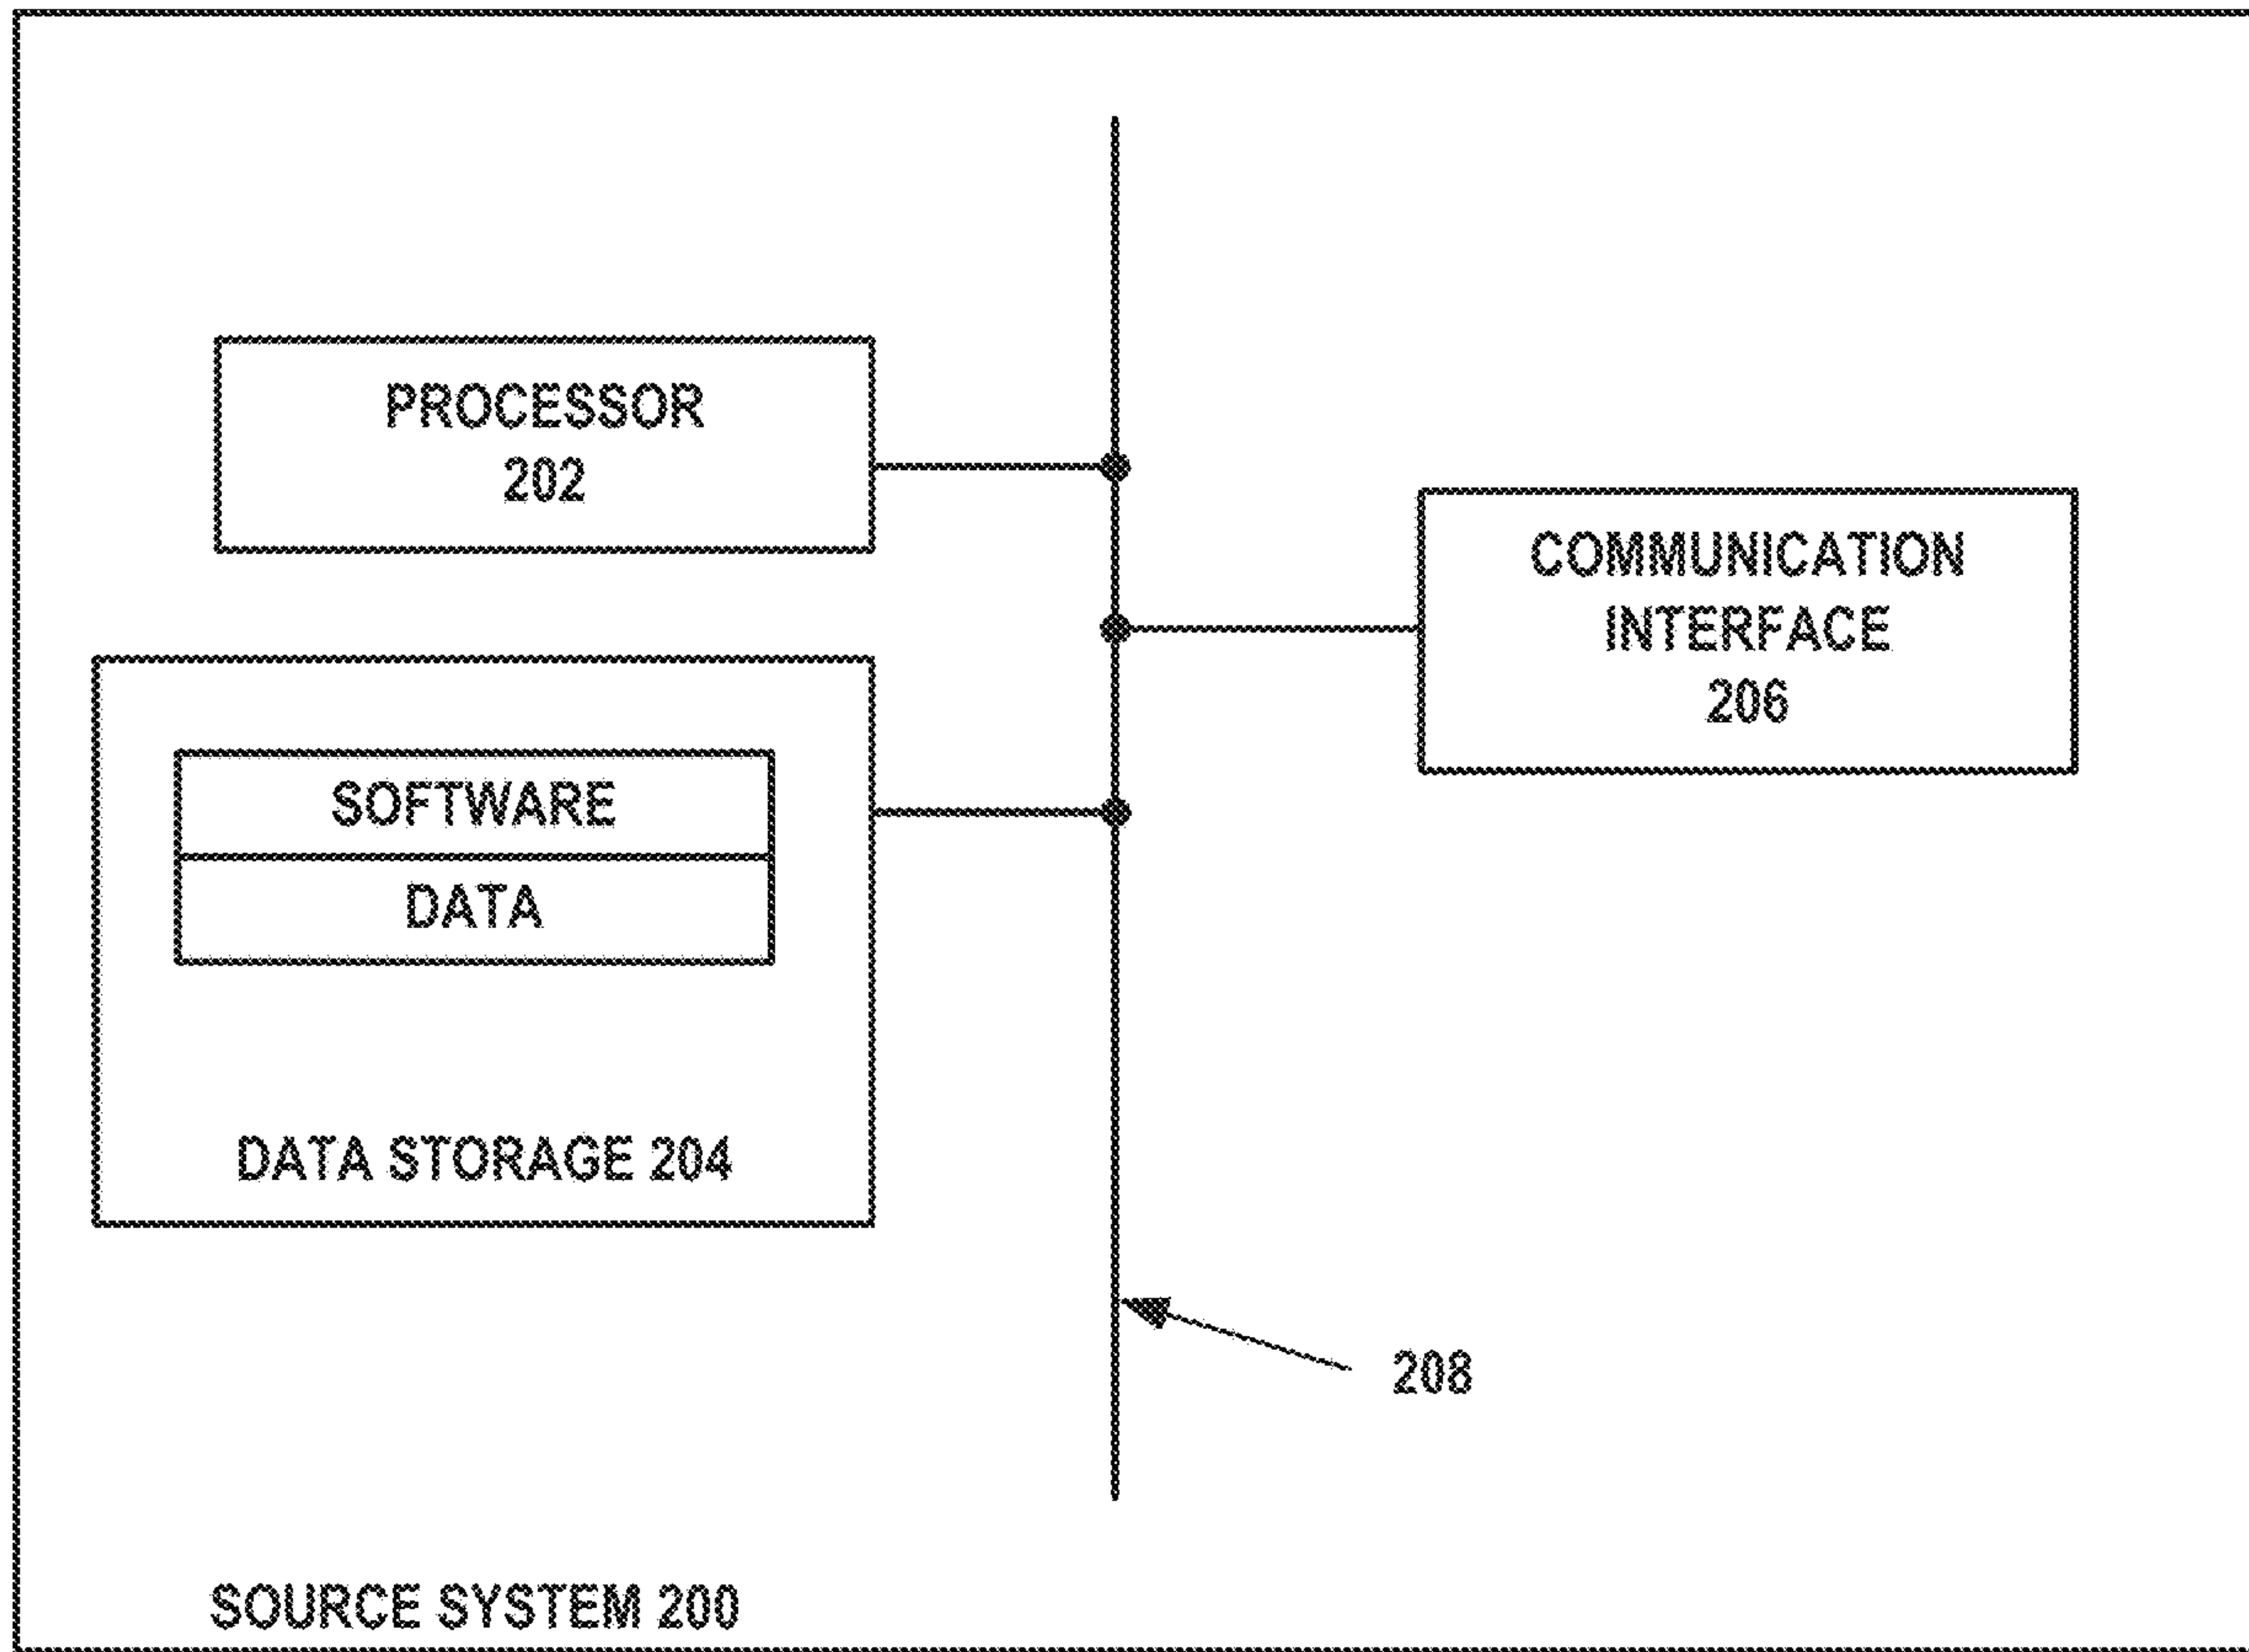 PROCESSOR
202
COMMUNICATION
INTERFACE
206
SOFTWARE
DATA
DATA STORAGE 204
208
SOURCE SYSTEM 200